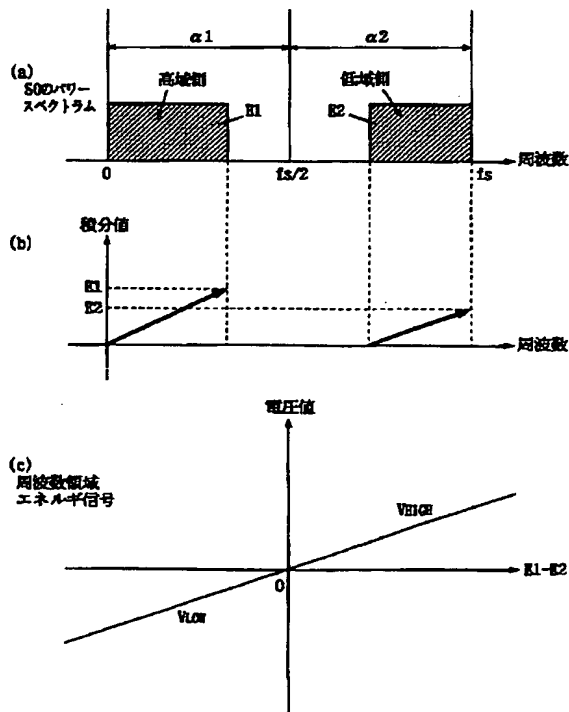 α1
α2
(a)
S0のパワー
スペクトラム
高域側
E1
E2
低域側
0
fs/2
fs
周波数
(b)
積分値
E1
E2
周波数
電圧値
(c)
周波数領域
エネルギ信号
VHIGH
0
E1-E2
VLOW